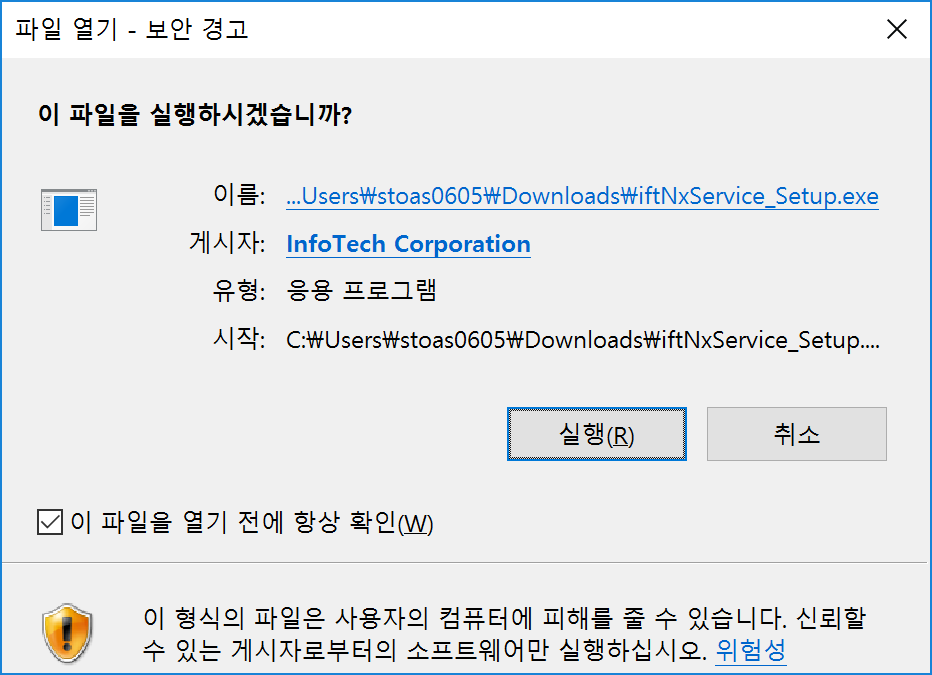 파일 열기 - 보안 경고
이 파일을 실행하시겠습니까?
이름: ...Users₩stoas0605₩Downloads₩iftNxService_Setup.exe
게시자: InfoTech Corporation
유형: 응용 프로그램
시작: C:₩Users₩stoas0605₩Downloads₩iftNxService_Setup....
실행(R) 취소
이 파일을 열기 전에 항상 확인(W)
이 형식의 파일은 사용자의 컴퓨터에 피해를 줄 수 있습니다. 신뢰할
수 있는 게시자로부터의 소프트웨어만 실행하십시오. 위험성